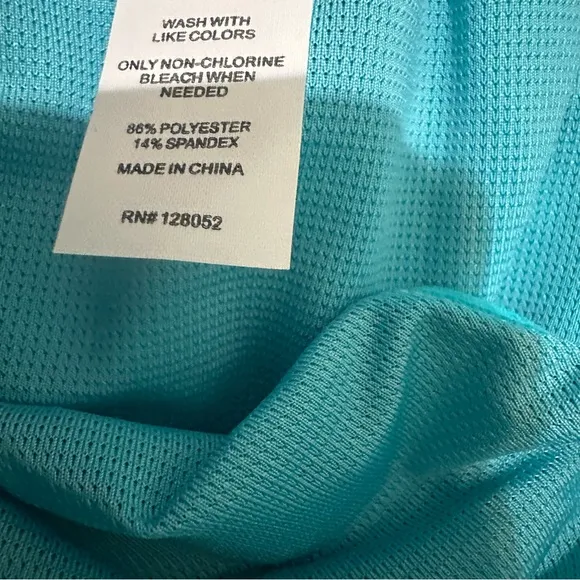 WASH WITH
LIKE COLORS
ONLY NON-CHLORINE
BLEACH WHEN
NEEDED
86% POLYESTER
14% SPANDEX
MADE IN CHINA
RN# 128052